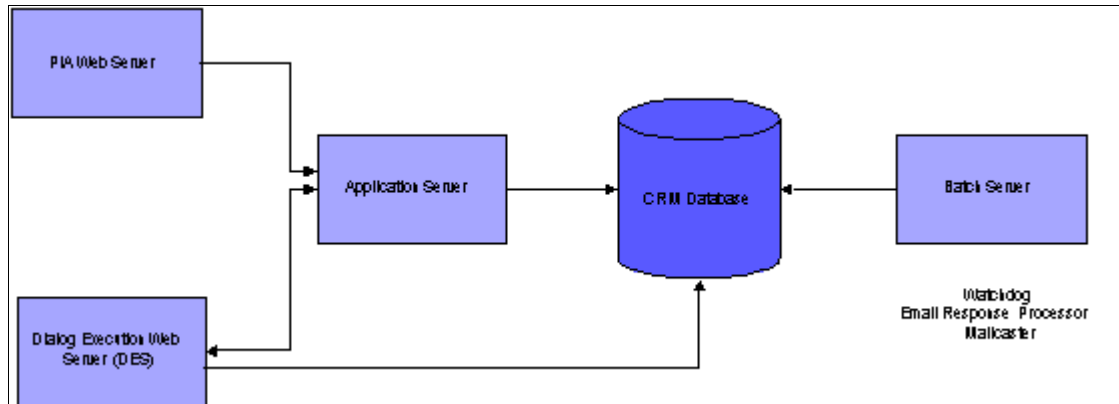 PIA Web Server
Application Server
CRM Database
Batch Server
Watchdog
Email Response Processor
Mailcaster
Dialog Execution Web
Server (DES)